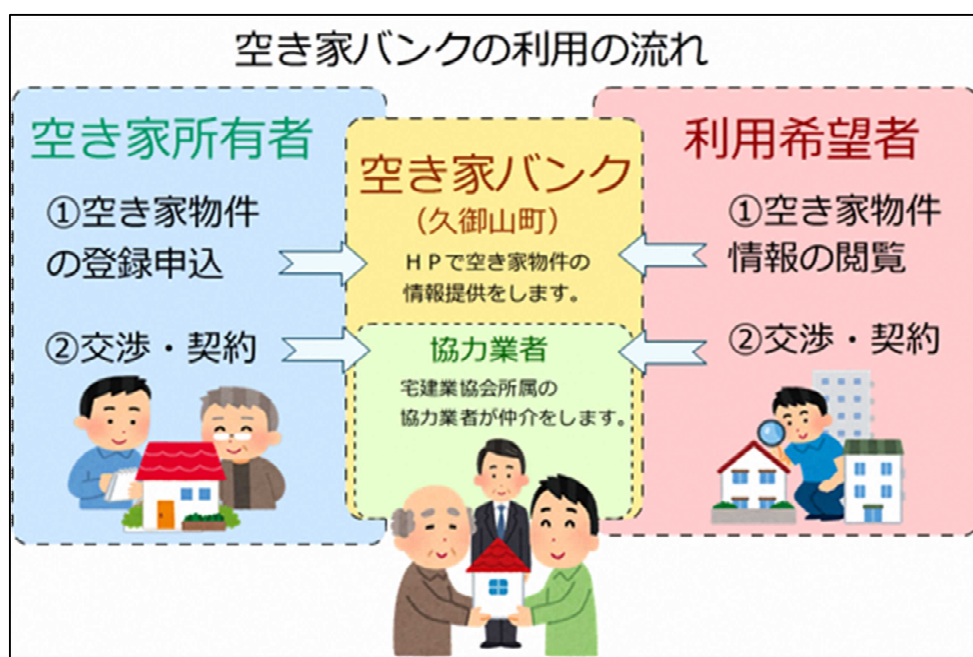 空き家バンクの利用の流れ
空き家所有者
①空き家物件
の登録申込
②交渉・契約
空き家バンク
（久御山町）
ＨＰで空き家物件の
情報提供をします。
協力業者
宅建業協会所属の
協力業者が仲介をします。
利用希望者
①空き家物件
情報の閲覧
②交渉・契約